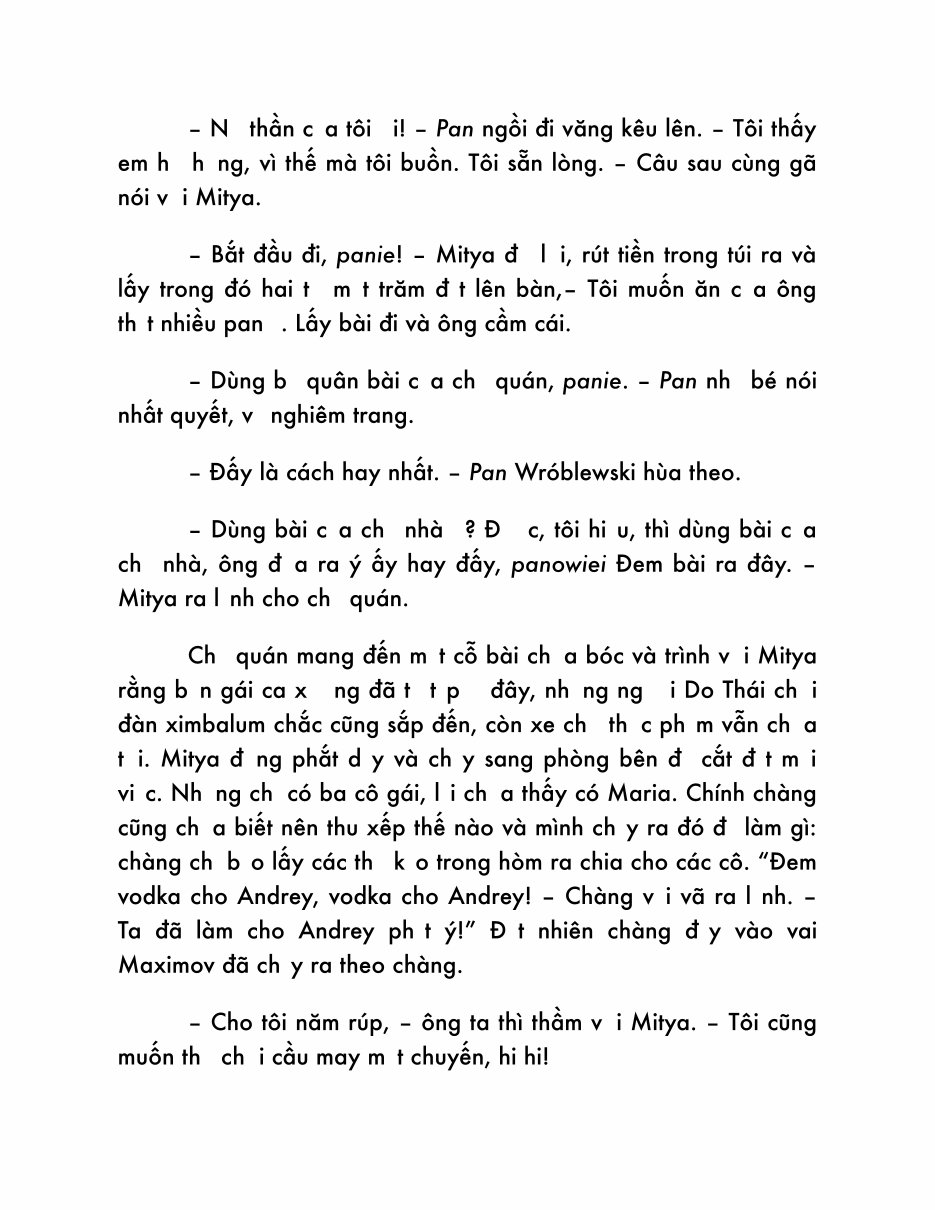 – N thần c a tôi i! – Pan ngồi đi văng kêu lên. – Tôi thấy
em h h ng, vì thế mà tôi buồn. Tôi sẵn lòng. – Câu sau cùng gã
nói v i Mitya.
– Bắt đầu đi, panie! – Mitya đ l i, rút tiền trong túi ra và
lấy trong đó hai t m t trăm đ t lên bàn,– Tôi muốn ăn c a ông
th t nhiều pan . Lấy bài đi và ông cầm cái.
– Dùng b quân bài c a ch quán, panie. – Pan nh bé nói
nhất quyết, v nghiêm trang.
– Đấy là cách hay nhất. – Pan Wróblewski hùa theo.
– Dùng bài c a ch nhà ? Đ c, tôi hi u, thì dùng bài c a
ch nhà, ông đ a ra ý ấy hay đấy, panowiei Đem bài ra đây. –
Mitya ra l nh cho ch quán.
Ch quán mang đến m t cỗ bài ch a bóc và trình v i Mitya
rằng b n gái ca x ng đã t t p đây, nh ng ng i Do Thái ch i
đàn ximbalum chắc cũng sắp đến, còn xe ch th c ph m vẫn ch a
t i. Mitya đ ng phắt d y và ch y sang phòng bên đ cắt đ t m i
vi c. Nh ng ch có ba cô gái, l i ch a thấy có Maria. Chính chàng
cũng ch a biết nên thu xếp thế nào và mình ch y ra đó đ làm gì:
chàng ch b o lấy các th k o trong hòm ra chia cho các cô. “Đem
vodka cho Andrey, vodka cho Andrey! – Chàng v i vã ra l nh. –
Ta đã làm cho Andrey ph t ý!” Đ t nhiên chàng đ y vào vai
Maximov đã ch y ra theo chàng.
– Cho tôi năm rúp, – ông ta thì thầm v i Mitya. – Tôi cũng
muốn th ch i cầu may m t chuyến, hi hi!